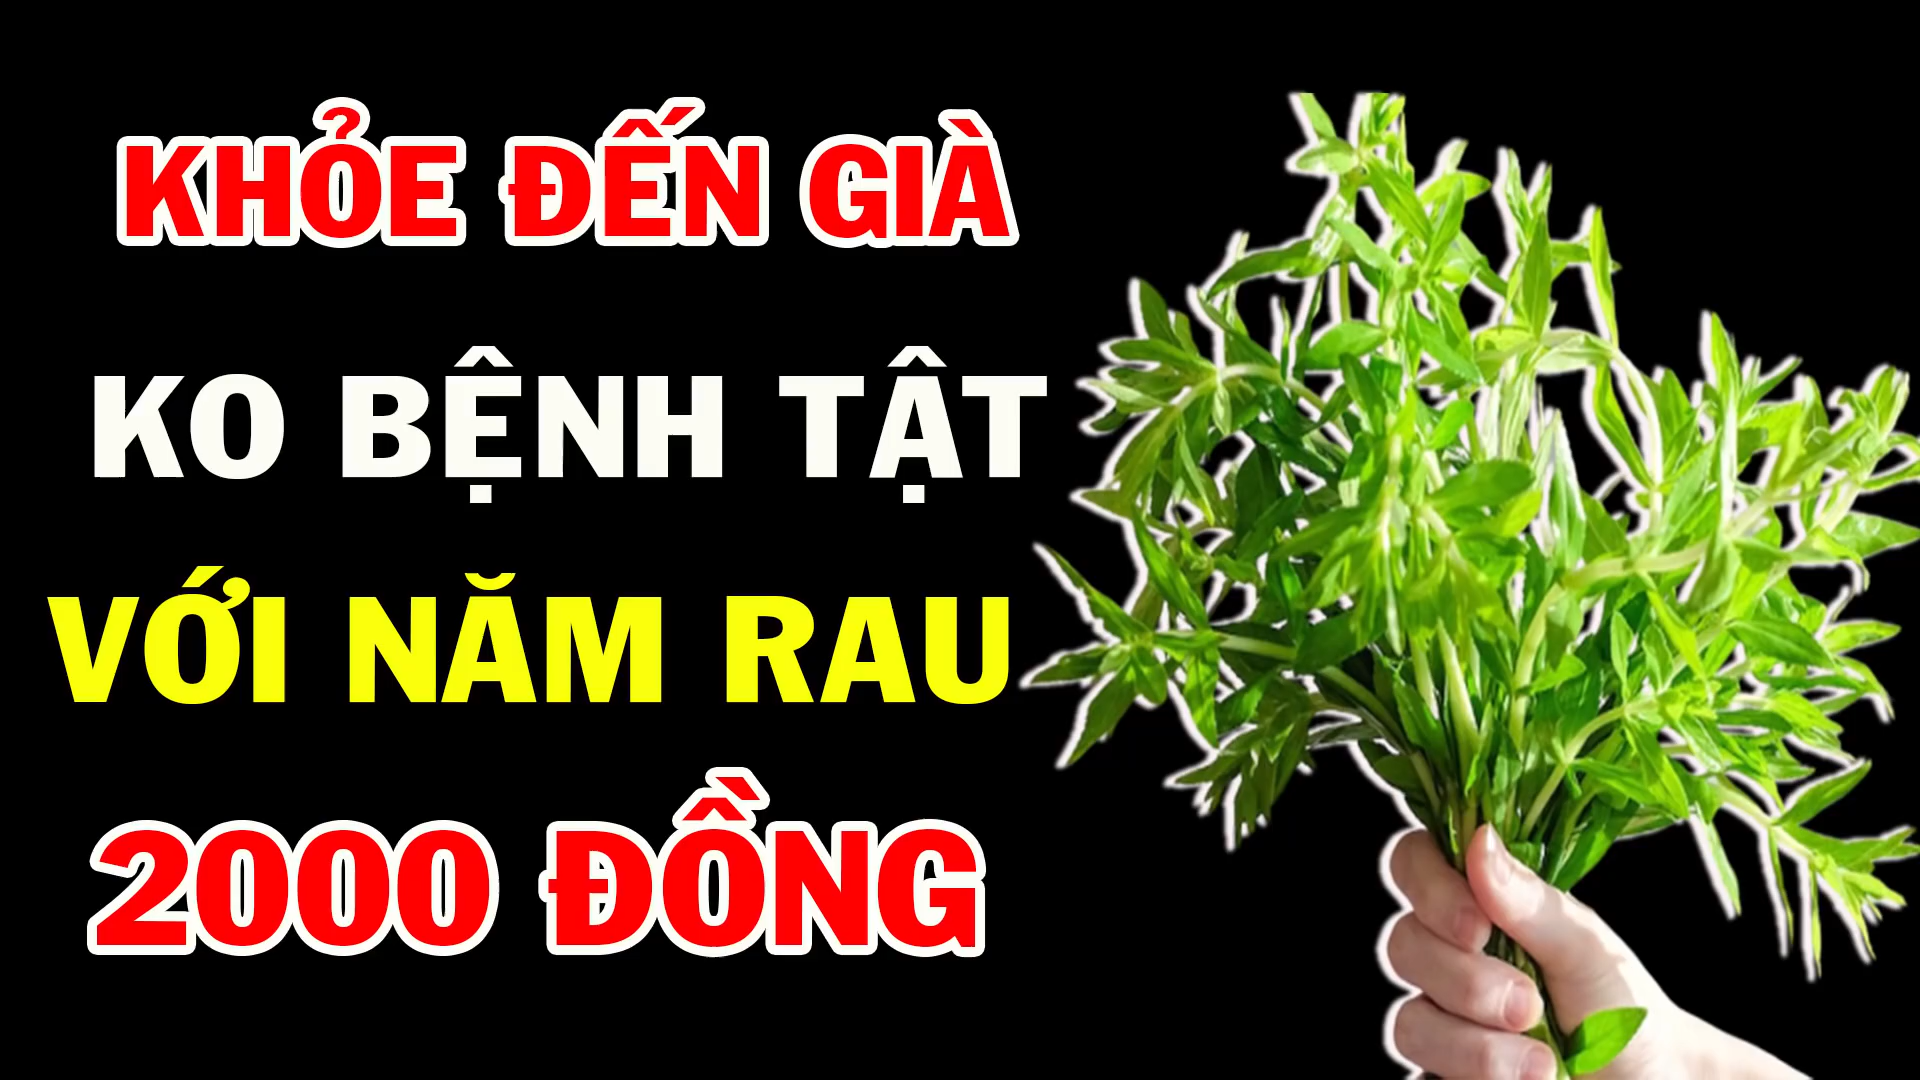 KHỎE ĐẾN GIÀ
KO BỆNH TẬT
VỚI NĂM RAU
2000 ĐỒNG